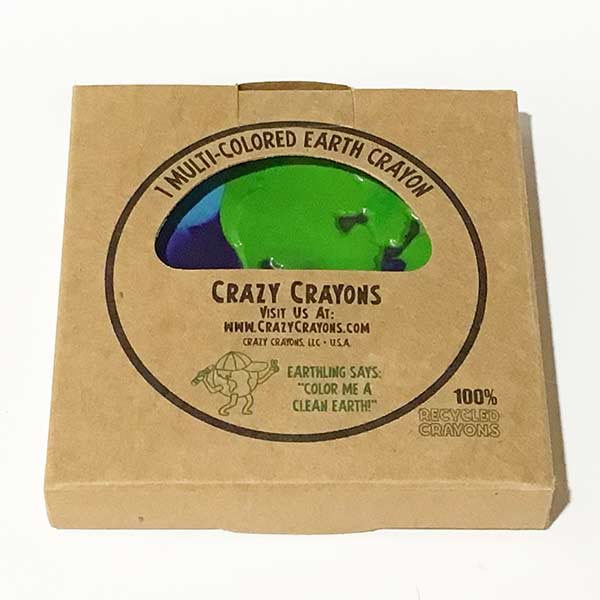 1 MULTI-COLORED EARTH CRAYON
CRAZY CRAYONS
VISIT US AT:
WWW.CRAZYCRAYONS.COM
CRAZY CRAYONS, LLC • U.S.A.
EARTHLING SAYS:
"COLOR ME A
CLEAN EARTH!"
100%
RECYCLED
CRAYONS